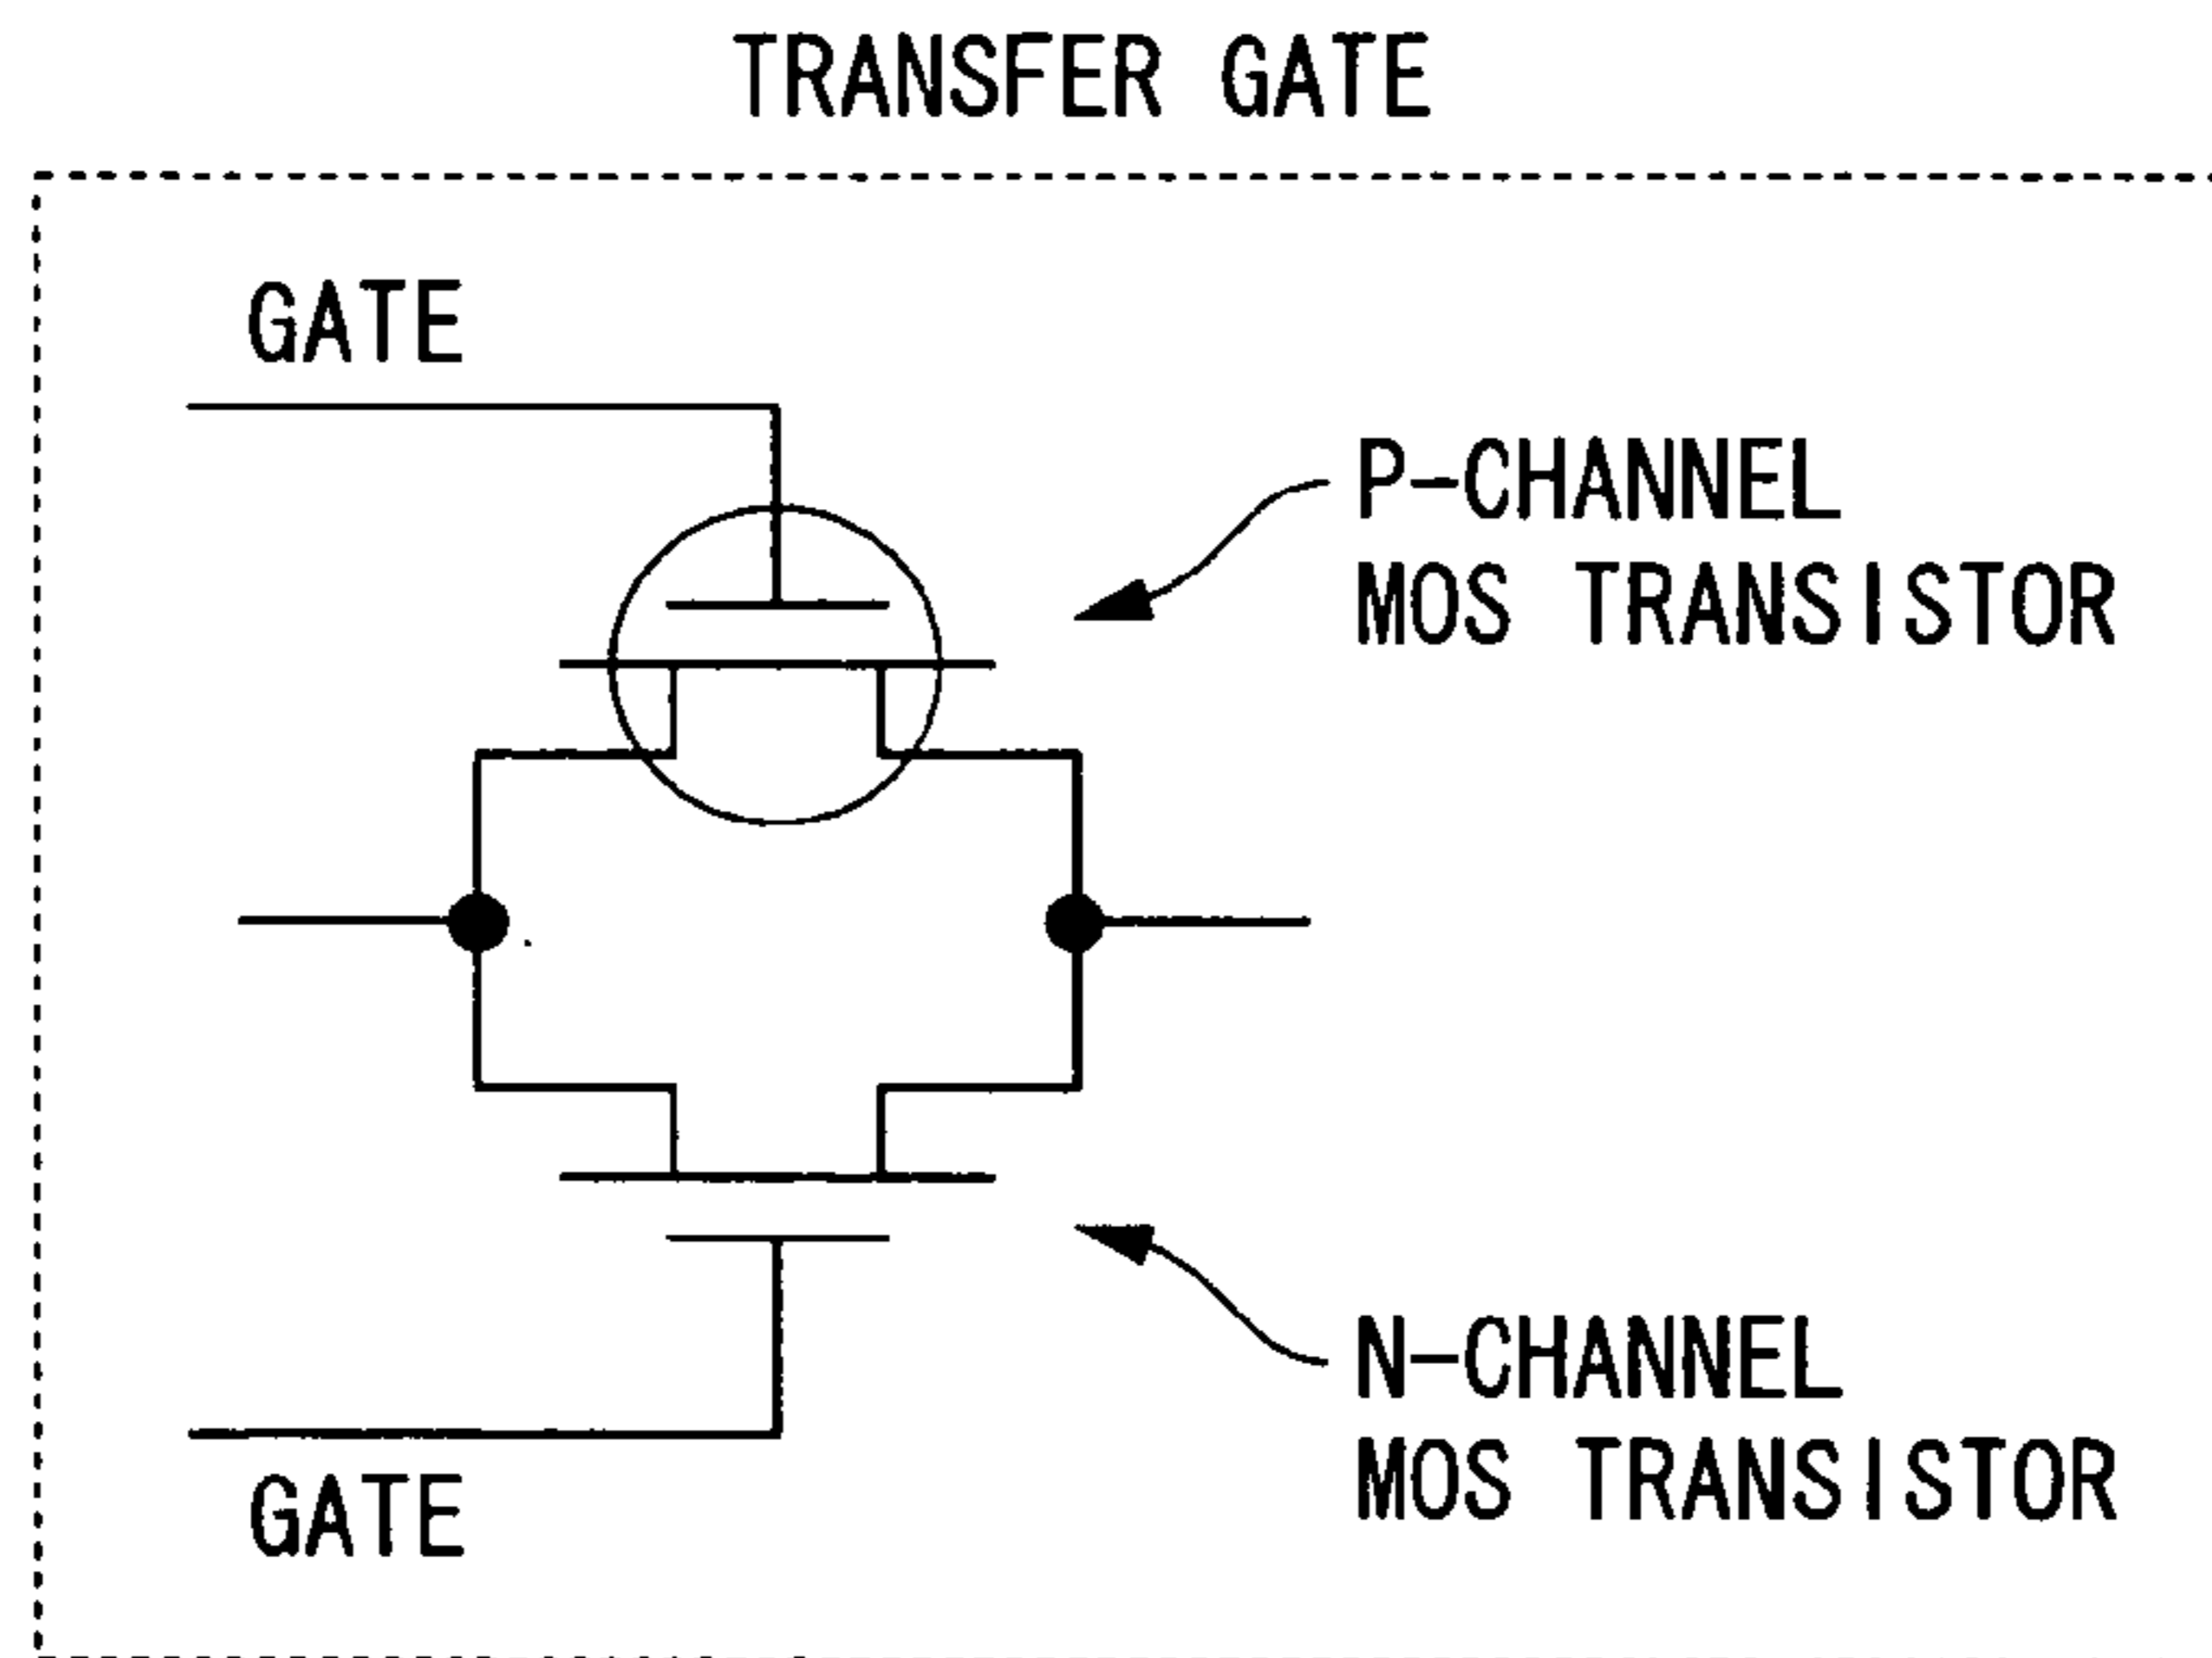 TRANSFER GATE
GATE
P-CHANNEL
MOS TRANSISTOR
N-CHANNEL
MOS TRANSISTOR
GATE